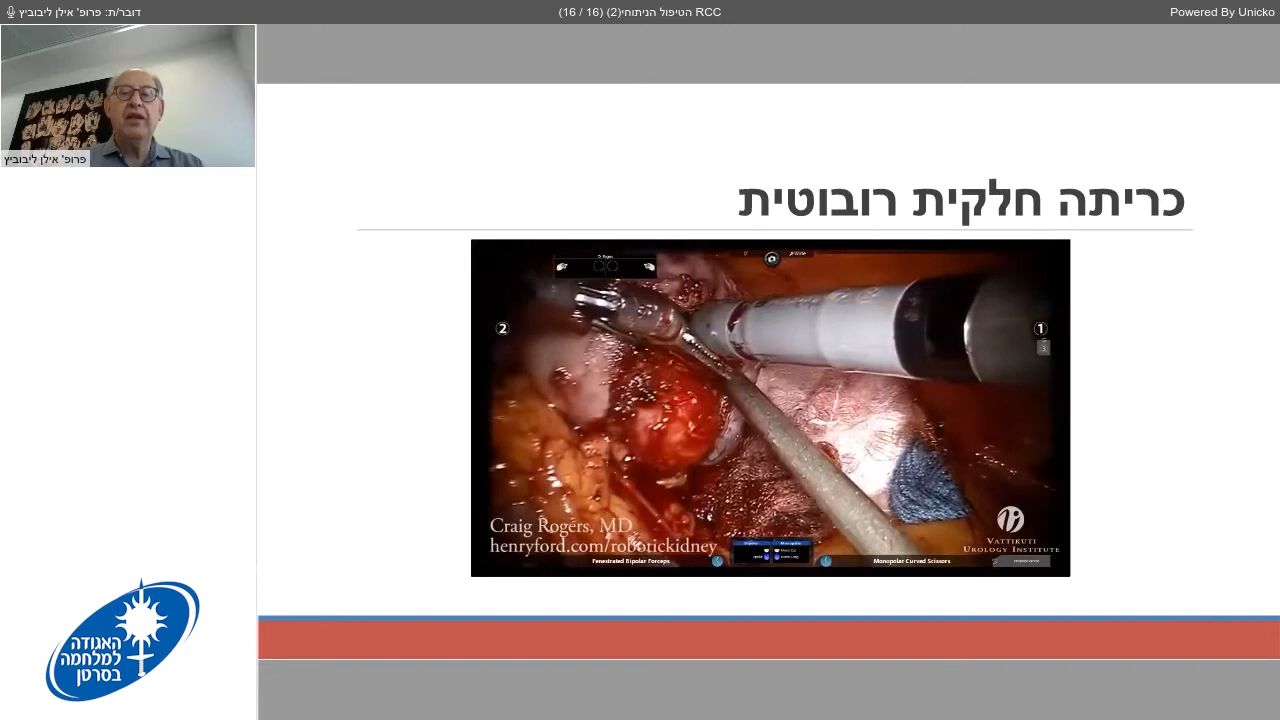 דובר/ת: פרופ' אילן ליבוביץ
RCC הטיפול הניתוחי(2) (16 / 16)
Powered By Unicko
פרופ' אילן ליבוביץ
כריתה חלקית רובוטית
2
1
Craig Rogers, MD
henryford.com/robotickidney
VATTIKUTI
UROLOGY INSTITUTE
Fenestrated Bipolar Forceps
Monopolar Curved Scissors
האגודה
למלחמה
בסרטן